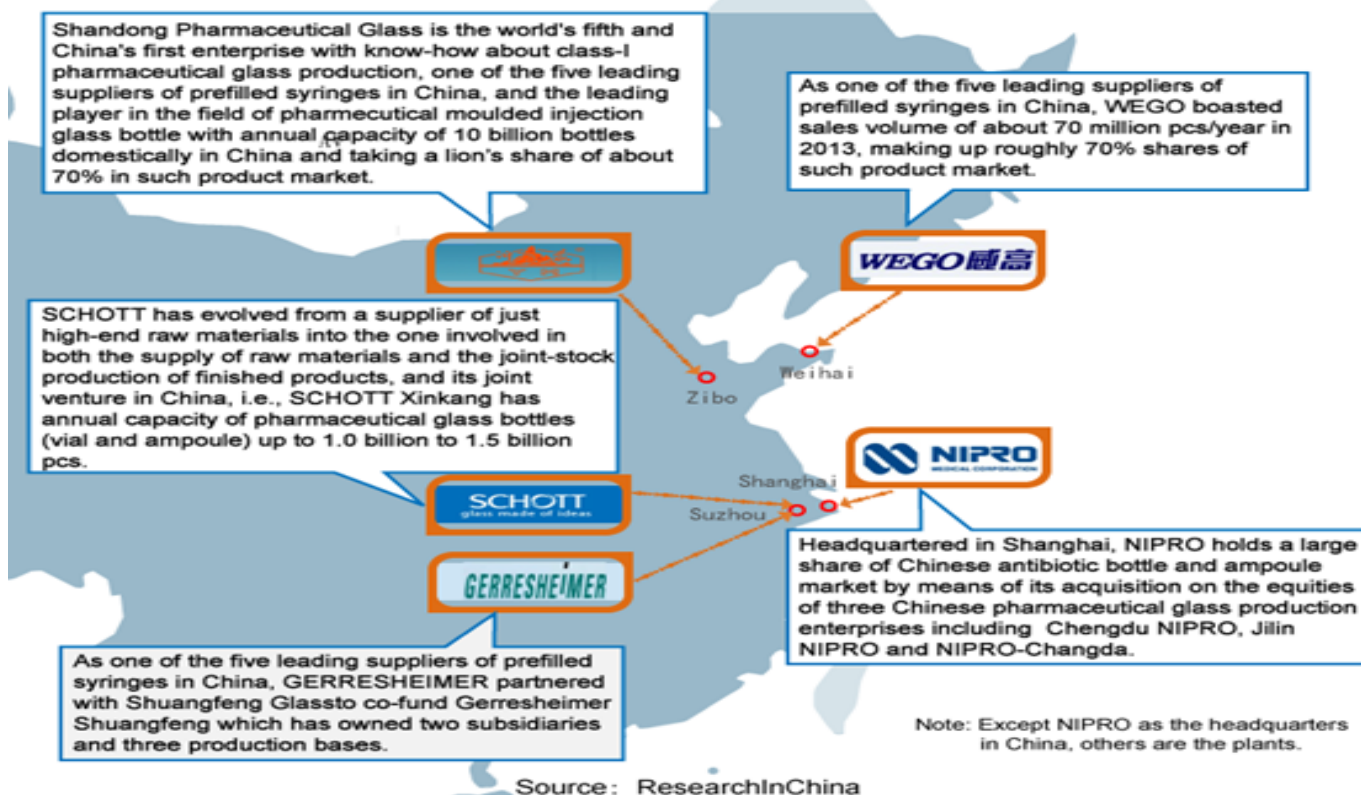 Shandong Pharmaceutical Glass is the world's fifth and
China's first enterprise with know-how about class-I
pharmaceutical glass production, one of the five leading
suppliers of prefilled syringes in China, and the leading
player in the field of pharmecutical moulded injection
glass bottle with annual capacity of 10 billion bottles
domestically in China and taking a lion's share of about
70% in such product market.
As one of the five leading suppliers of
prefilled syringes in China, WEGO boasted
sales volume of about 70 million pcs/year in
2013, making up roughly 70% shares of
such product market.
WEGO 威高
SCHOTT has evolved from a supplier of just
high-end raw materials into the one involved in
both the supply of raw materials and the joint-stock
production of finished products, and its joint
venture in China, i.e., SCHOTT Xinkang has
annual capacity of pharmaceutical glass bottles
(vial and ampoule) up to 1.0 billion to 1.5 billion
pcs.
Weihai
Zibo
NIPRO
MEDICAL CORPORATION
Shanghai
Suzhou
SCHOTT
glass made of ideas
Headquartered in Shanghai, NIPRO holds a large
share of Chinese antibiotic bottle and ampoule
market by means of its acquisition on the equities
of three Chinese pharmaceutical glass production
enterprises including Chengdu NIPRO, Jilin
NIPRO and NIPRO-Changda.
GERRESHEIMER
As one of the five leading suppliers of prefilled
syringes in China, GERRESHEIMER partnered
with Shuangfeng Glassto co-fund Gerresheimer
Shuangfeng which has owned two subsidiaries
and three production bases.
Note: Except NIPRO as the headquarters
in China, others are the plants.
Source: ResearchInChina